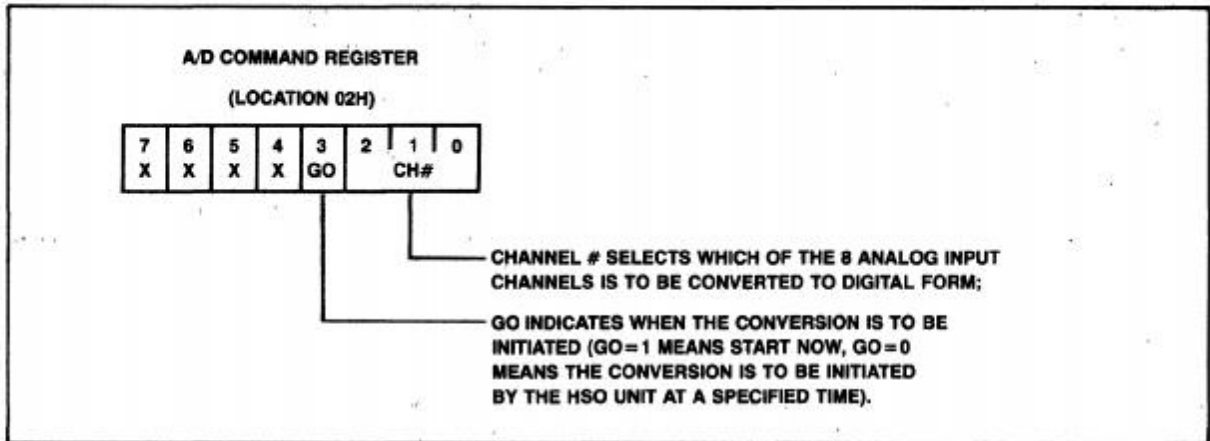 A/D COMMAND REGISTER
(LOCATION 02H)
7 6 5 4 3 2 1 0
X X X X GO CH#
CHANNEL # SELECTS WHICH OF THE 8 ANALOG INPUT
CHANNELS IS TO BE CONVERTED TO DIGITAL FORM;
GO INDICATES WHEN THE CONVERSION IS TO BE
INITIATED (GO=1 MEANS START NOW, GO=0
MEANS THE CONVERSION IS TO BE INITIATED
BY THE HSO UNIT AT A SPECIFIED TIME).